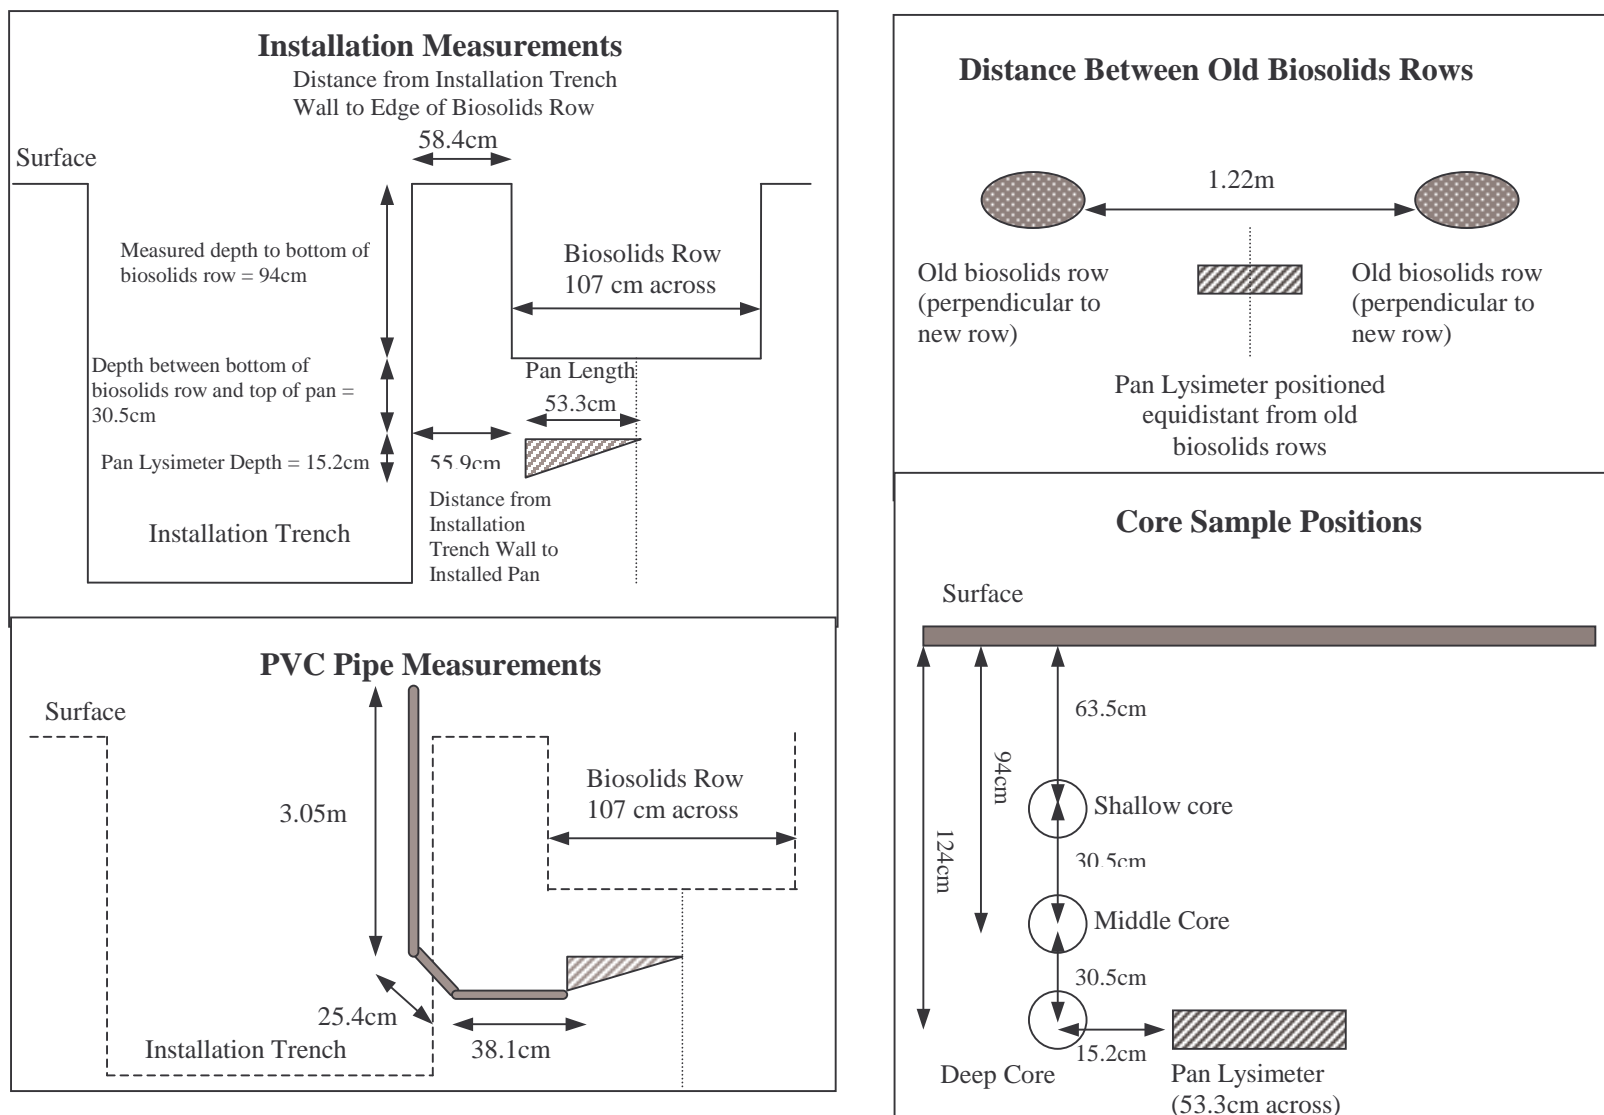 Installation Measurements
Distance from Installation Trench
Wall to Edge of Biosolids Row
58.4cm
Surface
Measured depth to bottom of
biosolids row = 94cm
Biosolids Row
107 cm across
Depth between bottom of
biosolids row and top of pan =
30.5cm
Pan Length
53.3cm
Pan Lysimeter Depth = 15.2cm
55.9cm
Distance from
Installation
Trench Wall to
Installed Pan
Installation Trench
PVC Pipe Measurements
Surface
3.05m
Biosolids Row
107 cm across
25.4cm
38.1cm
Installation Trench
Distance Between Old Biosolids Rows
1.22m
Old biosolids row
(perpendicular to
new row)
Old biosolids row
(perpendicular to
new row)
Pan Lysimeter positioned
equidistant from old
biosolids rows
Core Sample Positions
Surface
63.5cm
94cm
124cm
Shallow core
30.5cm
Middle Core
30.5cm
Deep Core
15.2cm
Pan Lysimeter
(53.3cm across)